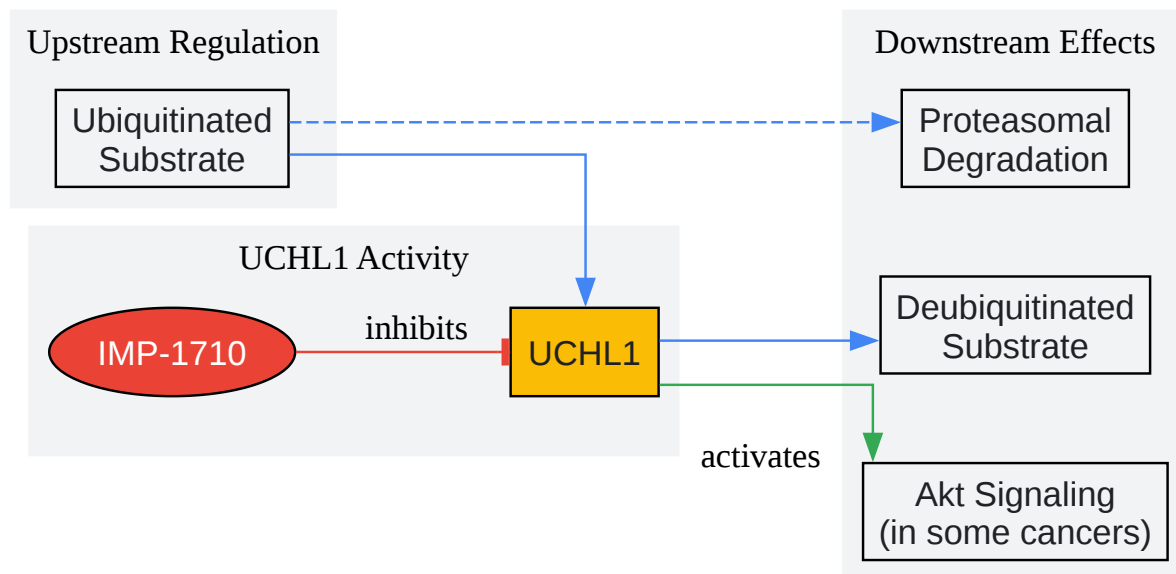 Upstream Regulation
Ubiquitinated
Substrate
UCHL1 Activity
IMP-1710
inhibits
UCHL1
activates
Downstream Effects
Proteasomal
Degradation
Deubiquitinated
Substrate
Akt Signaling
(in some cancers)